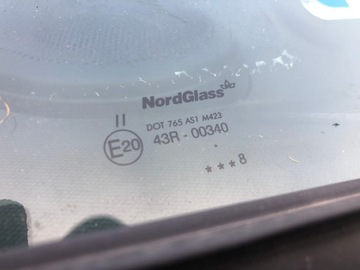 NordGlass
II
DOT 765 AS1 M423
E20
43R - 00340
.
***8